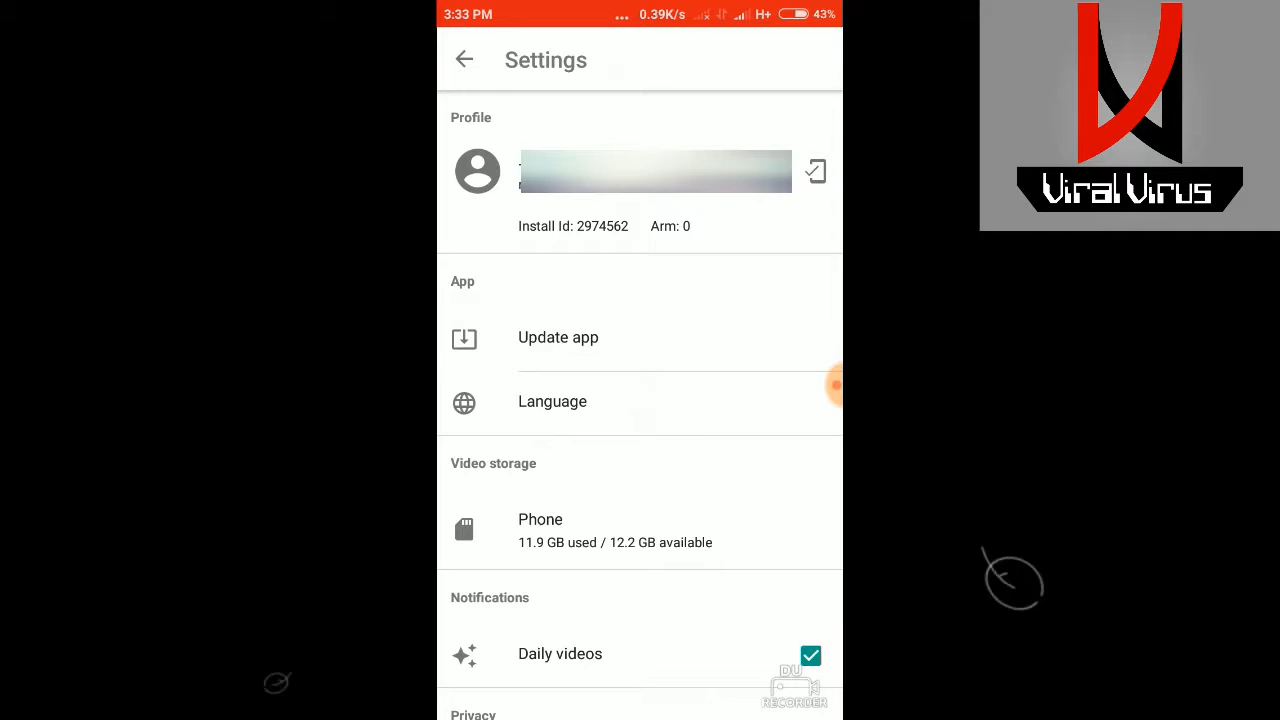 3:33 PM
... 0.39K/s H+ 43%
Settings
Profile
Install Id: 2974562 Arm: 0
App
Update app
Language
Video storage
Phone
11.9 GB used / 12.2 GB available
Notifications
Daily videos
Privacy
Viral Virus
DU
RECORDER